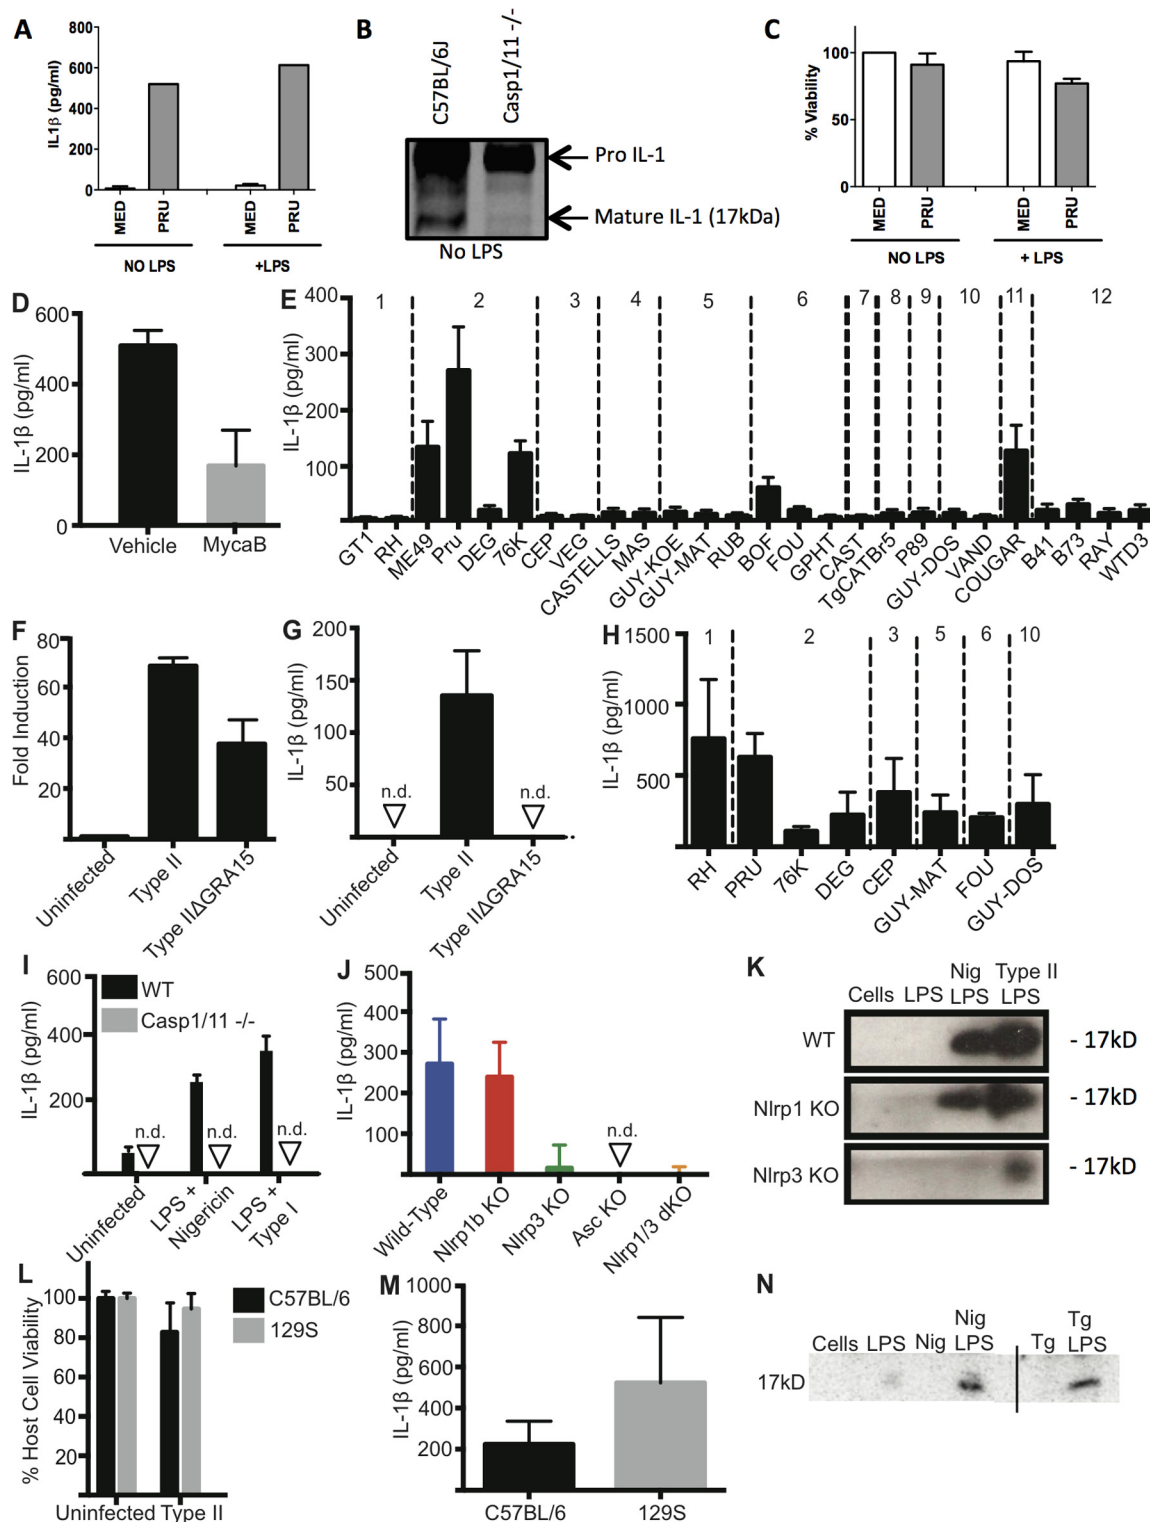 A
IL1β (pg/ml)
800
600
400
200
0
MED
PRU
MED
PRU
NO LPS
+LPS
B
C57BL/6J
Casp1/11 -/-
Pro IL-1
Mature IL-1 (17kDa)
No LPS
C
% Viability
100
50
0
MED
PRU
MED
PRU
NO LPS
+ LPS
D
IL-1β (pg/ml)
600
400
200
0
Vehicle
MycaB
E
IL-1β (pg/ml)
400
300
200
100
1
2
3
4
5
6
7
8
9
10
11
12
GT1
RH
ME49
Pru
DEG
76K
CEP
VEG
CASTELLS
MAS
GUY-KOE
GUY-MAT
RUB
BOF
FOU
GPHT
CAST
TgCATBr5
P89
GUY-DOS
VAND
COUGAR
B41
B73
RAY
WTD3
F
Fold Induction
80
60
40
20
Uninfected
Type II
Type IIΔGRA15
G
IL-1β (pg/ml)
200
150
100
50
n.d.
n.d.
Uninfected
Type II
Type IIΔGRA15
H
IL-1β (pg/ml)
1500
1000
500
1
2
3
5
6
10
RH
PRU
76K
DEG
CEP
GUY-MAT
FOU
GUY-DOS
I
IL-1β (pg/ml)
600
400
200
WT
Casp1/11 -/-
n.d.
n.d.
n.d.
Uninfected
LPS +
Nigericin
LPS +
Type I
J
IL-1β (pg/ml)
500
400
300
200
100
n.d.
Wild-Type
Nlrp1b KO
Nlrp3 KO
Asc KO
Nlrp1/3 dKO
K
Nig Type II
Cells LPS LPS LPS
WT
- 17kD
Nlrp1 KO
- 17kD
Nlrp3 KO
- 17kD
L
% Host Cell Viability
100
80
60
40
20
C57BL/6
129S
Uninfected Type II
M
IL-1β (pg/ml)
1000
800
600
400
200
C57BL/6
129S
N
Nig Tg
Cells LPS Nig LPS Tg LPS
17kD